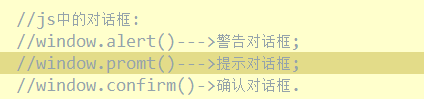 //js中的对话框:
//window.alert()--->警告对话框;
//window.promt()--->提示对话框;
//window.confirm()->确认对话框.